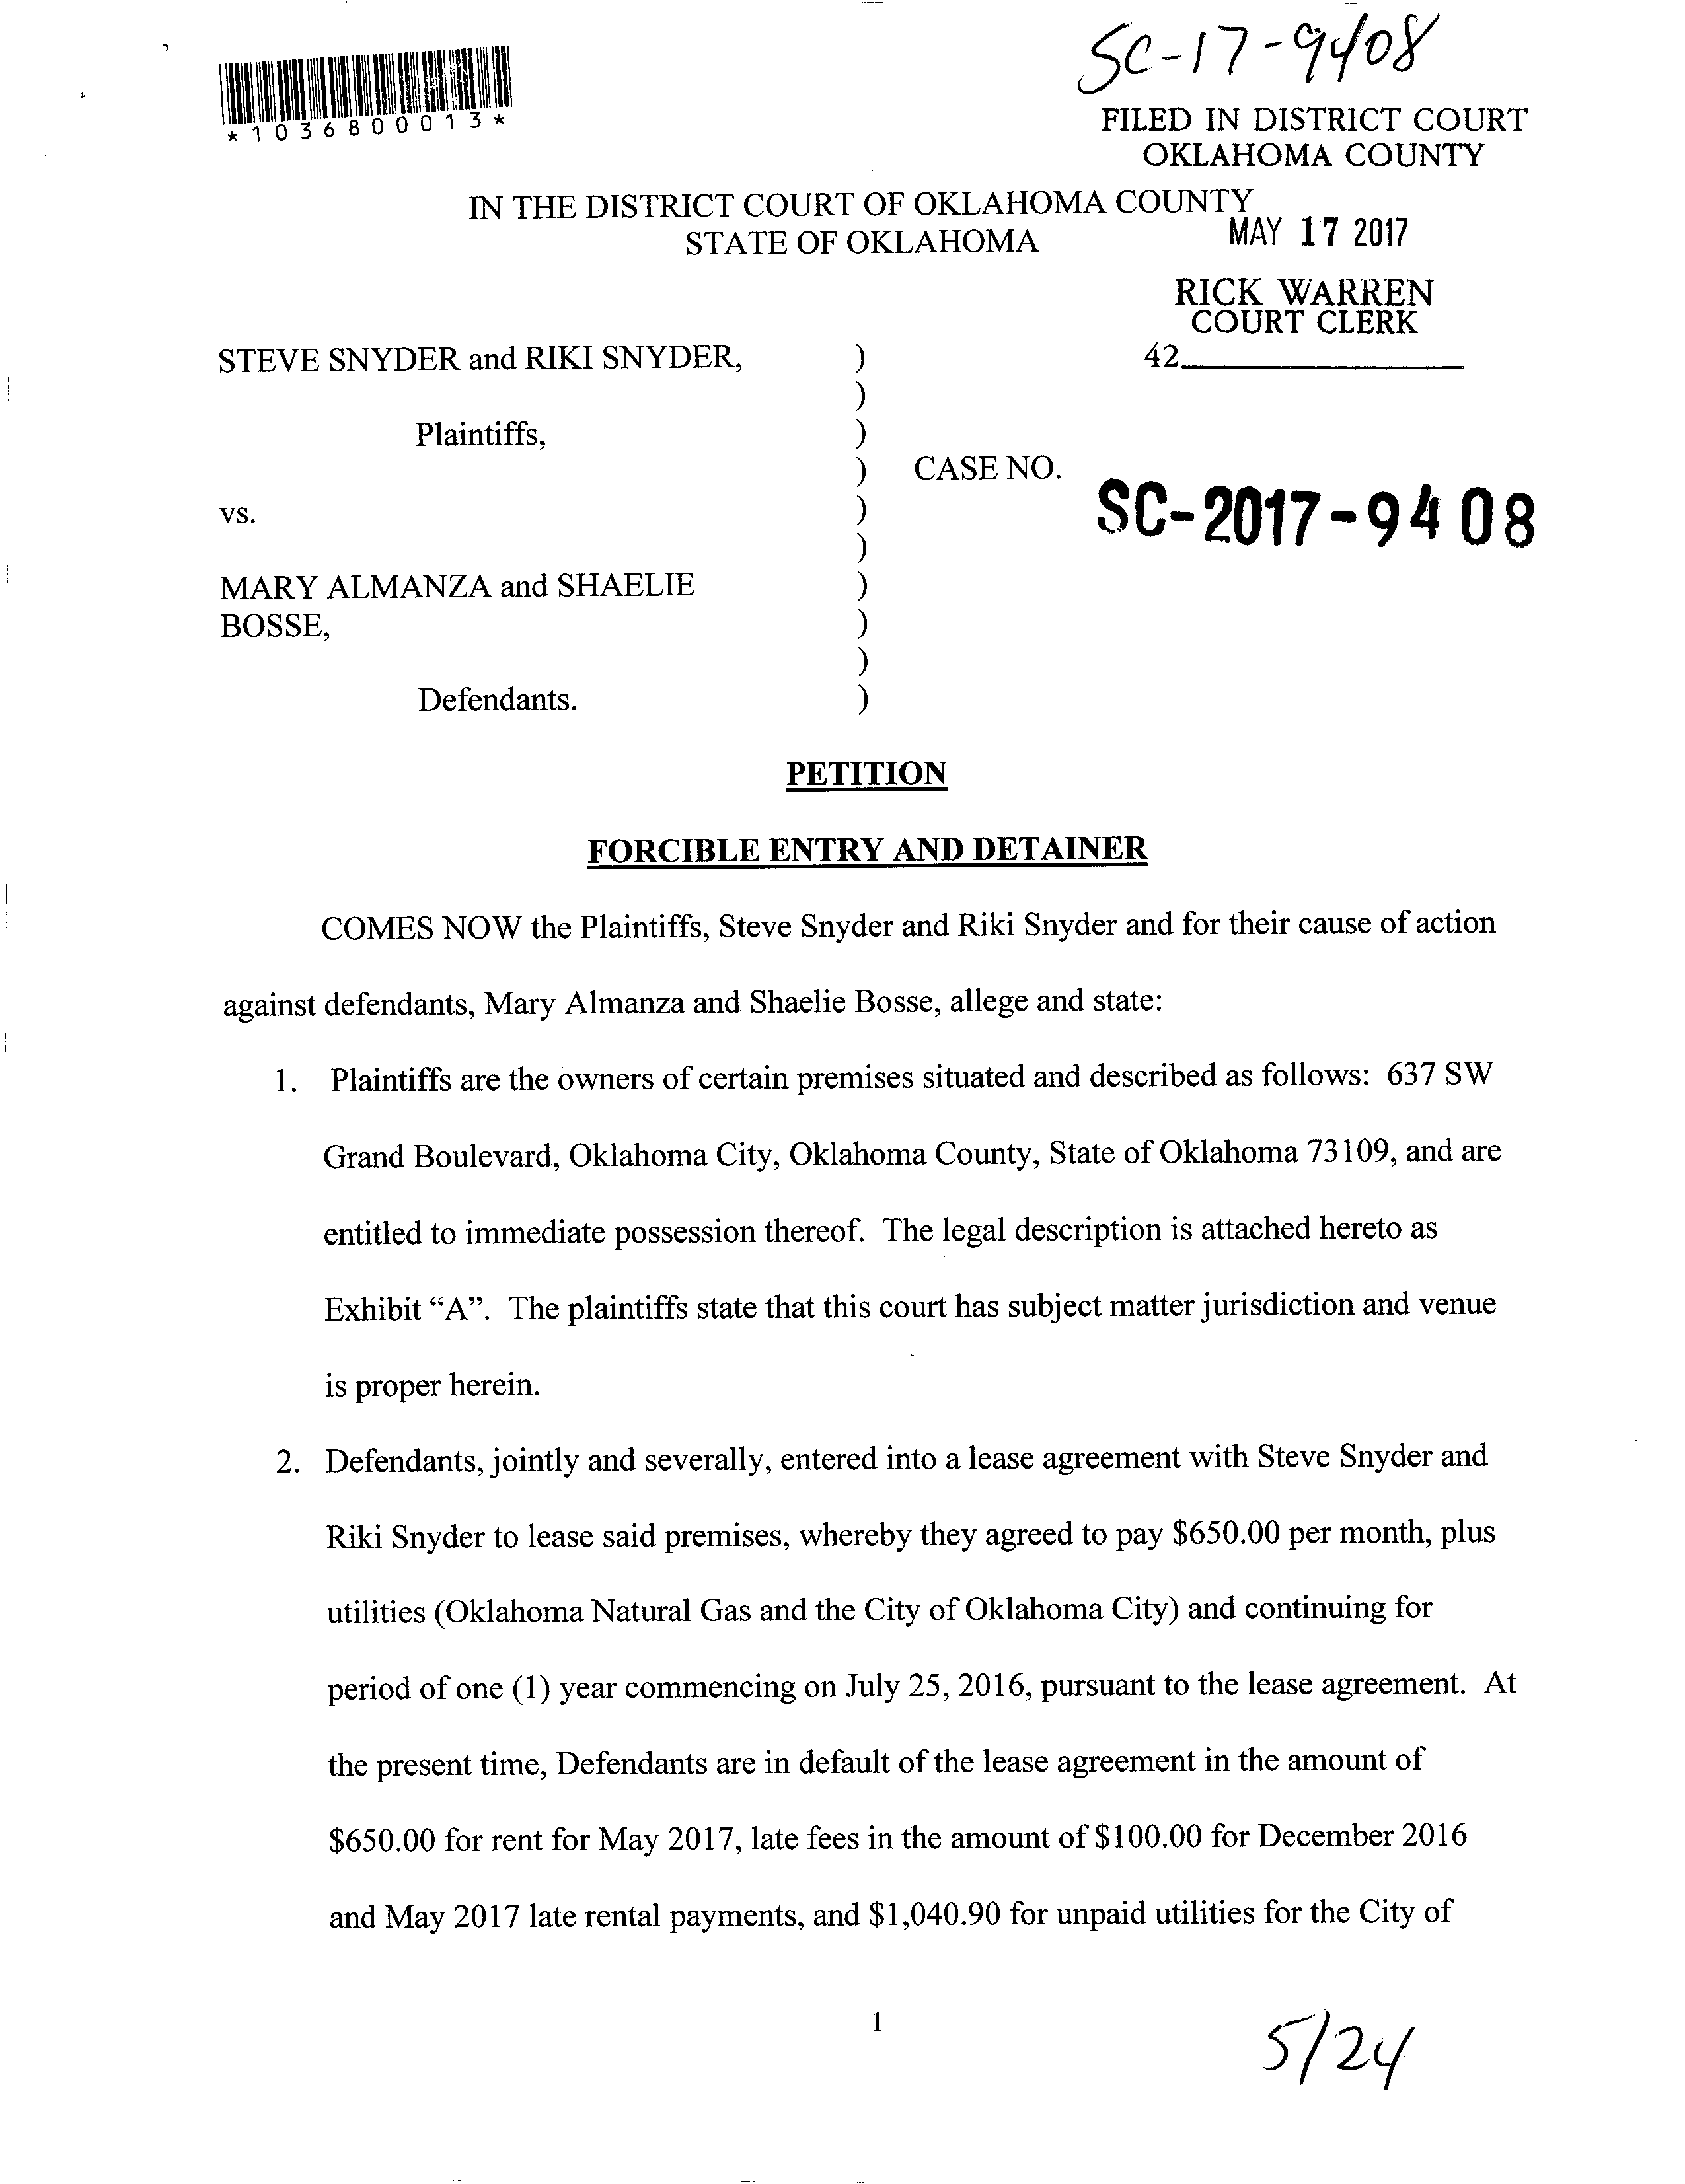 SC-17-9408
*1036800013*
FILED IN DISTRICT COURT
OKLAHOMA COUNTY
IN THE DISTRICT COURT OF OKLAHOMA COUNTY
STATE OF OKLAHOMA
MAY 17 2017
RICK WARREN
COURT CLERK
42
STEVE SNYDER and RIKI SNYDER, )
)
Plaintiffs, )
) CASE NO.
vs. )
SC-2017-9408
)
MARY ALMANZA and SHAELIE )
BOSSE, )
)
Defendants. )
PETITION
FORCIBLE ENTRY AND DETAINER
COMES NOW the Plaintiffs, Steve Snyder and Riki Snyder and for their cause of action
against defendants, Mary Almanza and Shaelie Bosse, allege and state:
1. Plaintiffs are the owners of certain premises situated and described as follows: 637 SW
Grand Boulevard, Oklahoma City, Oklahoma County, State of Oklahoma 73109, and are
entitled to immediate possession thereof. The legal description is attached hereto as
Exhibit “A”. The plaintiffs state that this court has subject matter jurisdiction and venue
is proper herein.
2. Defendants, jointly and severally, entered into a lease agreement with Steve Snyder and
Riki Snyder to lease said premises, whereby they agreed to pay $650.00 per month, plus
utilities (Oklahoma Natural Gas and the City of Oklahoma City) and continuing for
period of one (1) year commencing on July 25, 2016, pursuant to the lease agreement. At
the present time, Defendants are in default of the lease agreement in the amount of
$650.00 for rent for May 2017, late fees in the amount of $100.00 for December 2016
and May 2017 late rental payments, and $1,040.90 for unpaid utilities for the City of
1
5/24